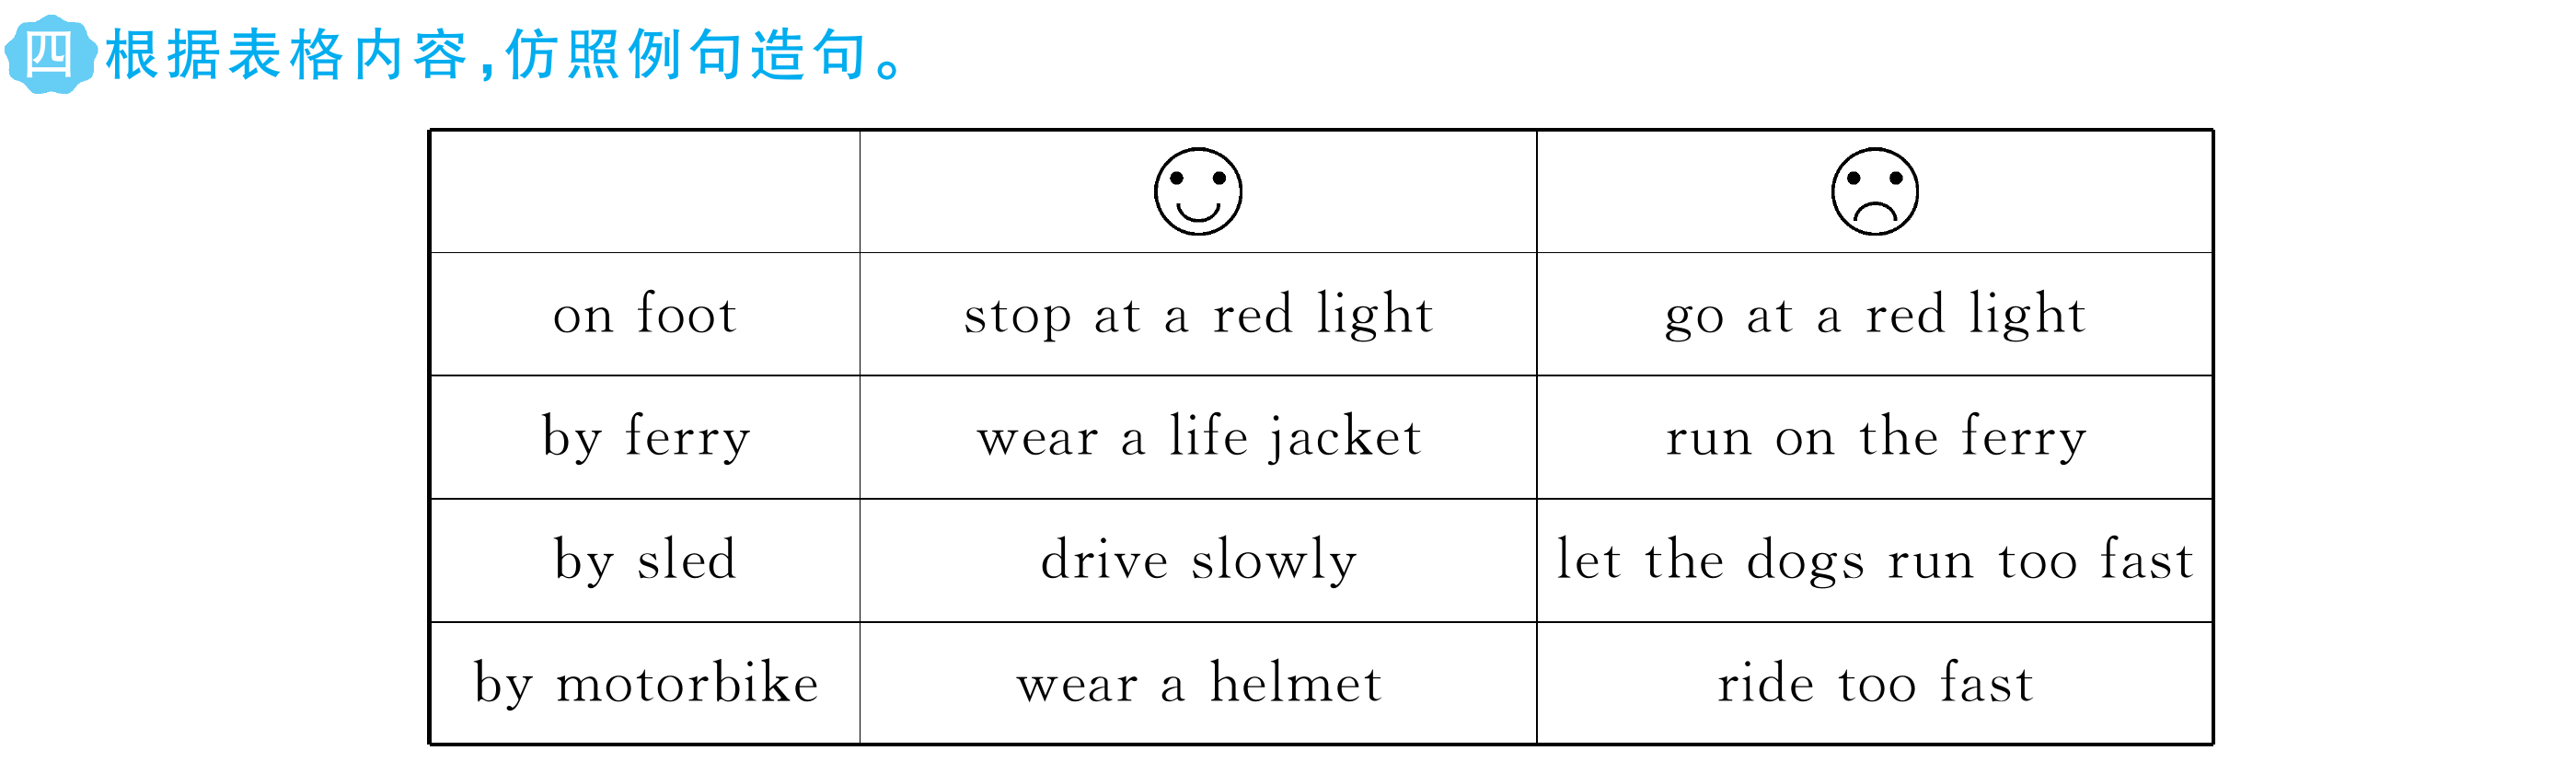 四 根据表格内容,仿照例句造句。
on foot stop at a red light go at a red light
by ferry wear a life jacket run on the ferry
by sled drive slowly let the dogs run too fast
by motorbike wear a helmet ride too fast